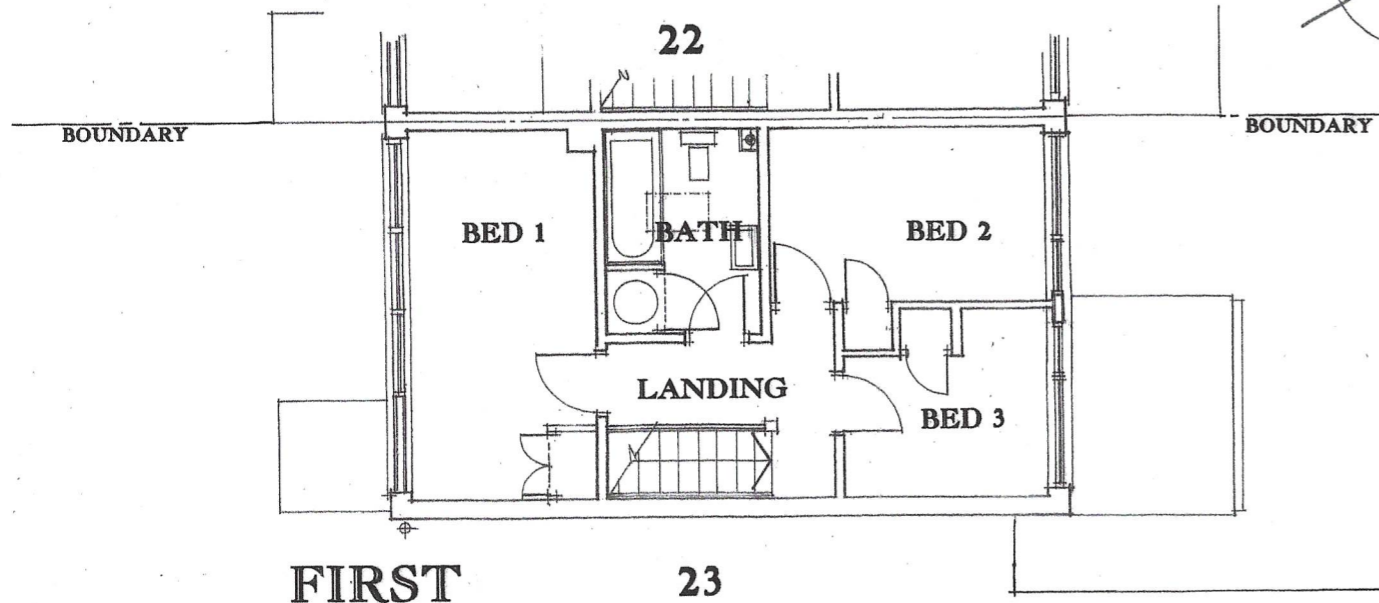 22
BOUNDARY
BOUNDARY
BED 1
BATH
BED 2
LANDING
BED 3
FIRST
23